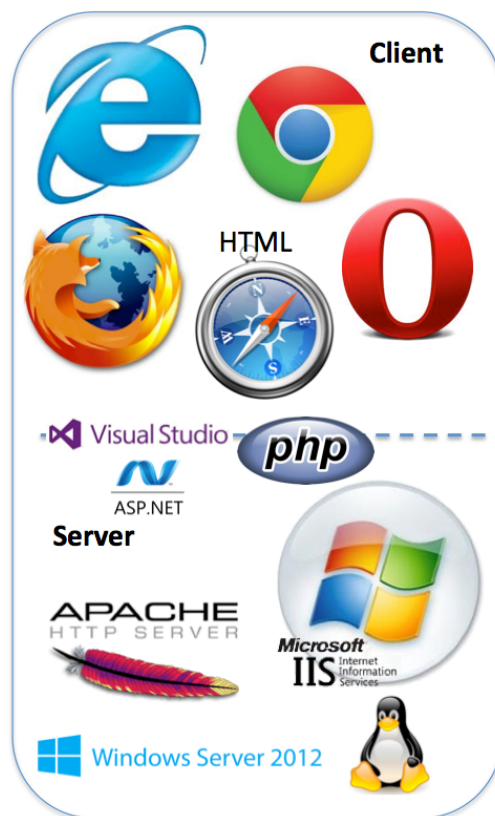 Client
HTML
Visual Studio
php
ASP.NET
Server
APACHE
HTTP SERVER
Microsoft
IIS Internet
Information
Services
Windows Server 2012
N
E
S
W